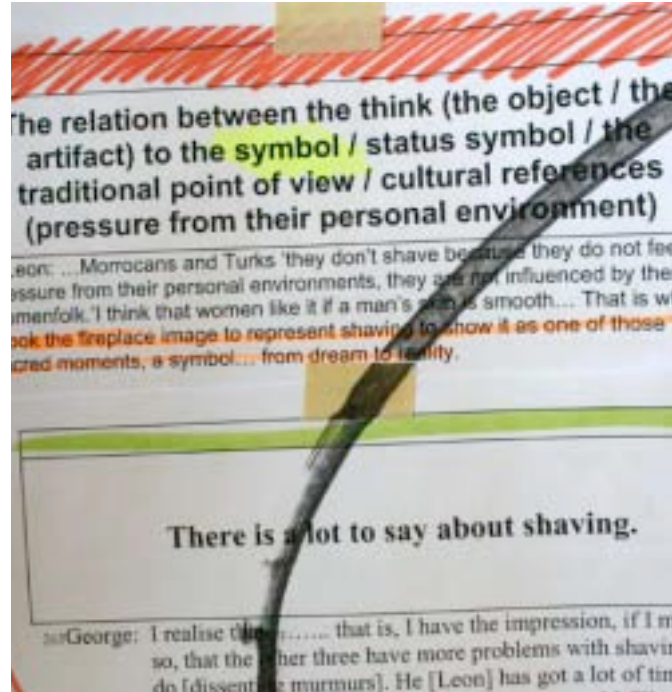 The relation between the think (the object / the
artifact) to the symbol / status symbol / the
traditional point of view / cultural references
(pressure from their personal environment)
eon: ...Morrocans and Turks 'they don't shave because they do not fee
essure from their personal environments, they are not influenced by the
menfolk. 'I think that women like it if a man's skin is smooth... That is w
ook the fireplace image to represent shaving to show it as one of those
cred moments, a symbol... from dream to reality.
There is a lot to say about shaving.
George: I realise ....... that is, I have the impression, if I m
so, that the other three have more problems with shavin
do [dissenting murmurs]. He [Leon] has got a lot of tim